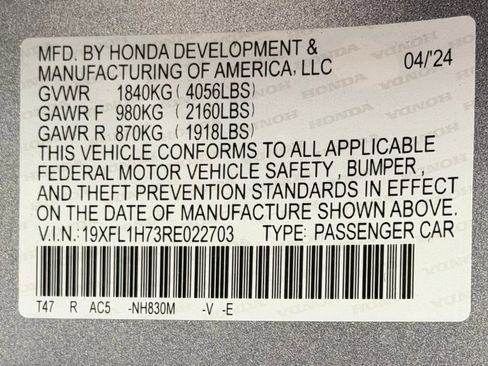 MFD. BY HONDA DEVELOPMENT &
MANUFACTURING OF AMERICA, LLC 04/'24
GVWR 1840KG (4056LBS)
GAWR F 980KG (2160LBS)
GAWR R 870KG (1918LBS)
THIS VEHICLE CONFORMS TO ALL APPLICABLE
FEDERAL MOTOR VEHICLE SAFETY , BUMPER ,
AND THEFT PREVENTION STANDARDS IN EFFECT
ON THE DATE OF MANUFACTURE SHOWN ABOVE.
V.I.N.: 19XFL1H73RE022703 TYPE: PASSENGER CAR
T47 R AC5 -NH830M -V -E